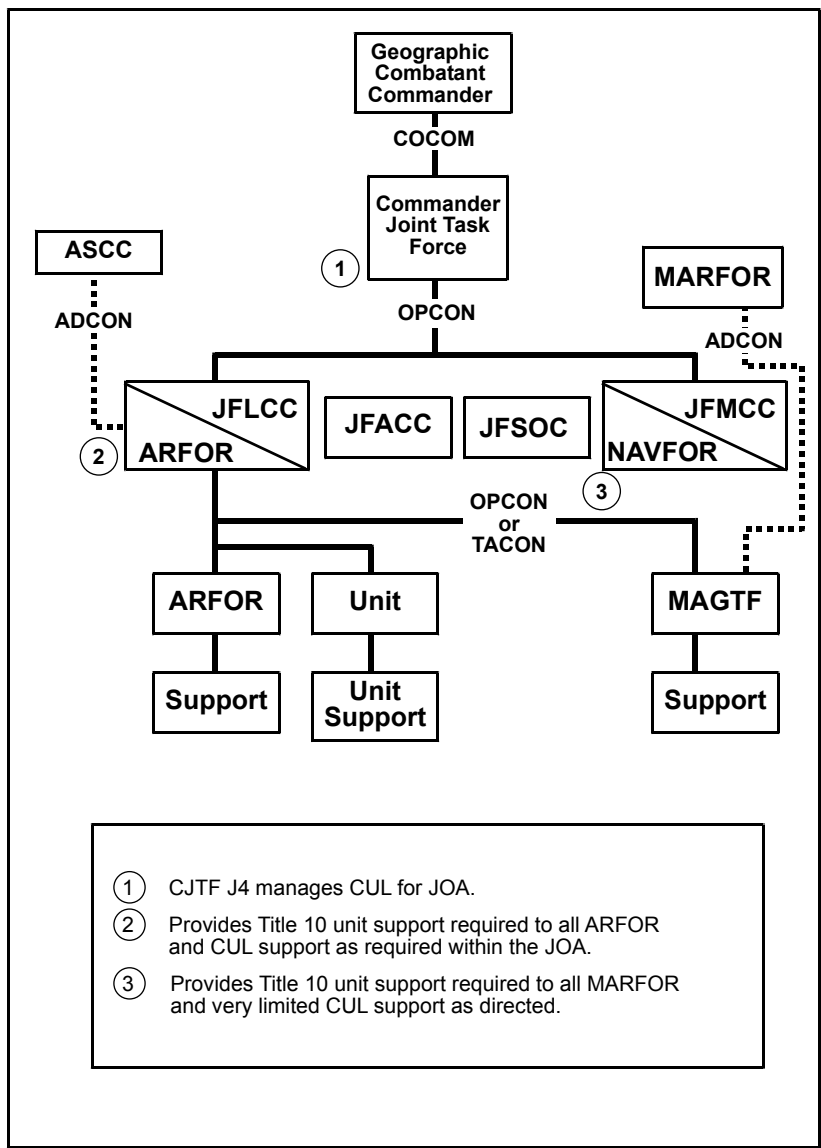 Geographic
Combatant
Commander
COCOM
Commander
Joint Task
Force
1
ASCC
MARFOR
OPCON
ADCON
ADCON
JFLCC
ARFOR
2
JFACC
JFSOC
JFMCC
NAVFOR
3
OPCON
or
TACON
ARFOR
Unit
MAGTF
Support
Unit
Support
Support
1 CJTF J4 manages CUL for JOA.
2 Provides Title 10 unit support required to all ARFOR
and CUL support as required within the JOA.
3 Provides Title 10 unit support required to all MARFOR
and very limited CUL support as directed.